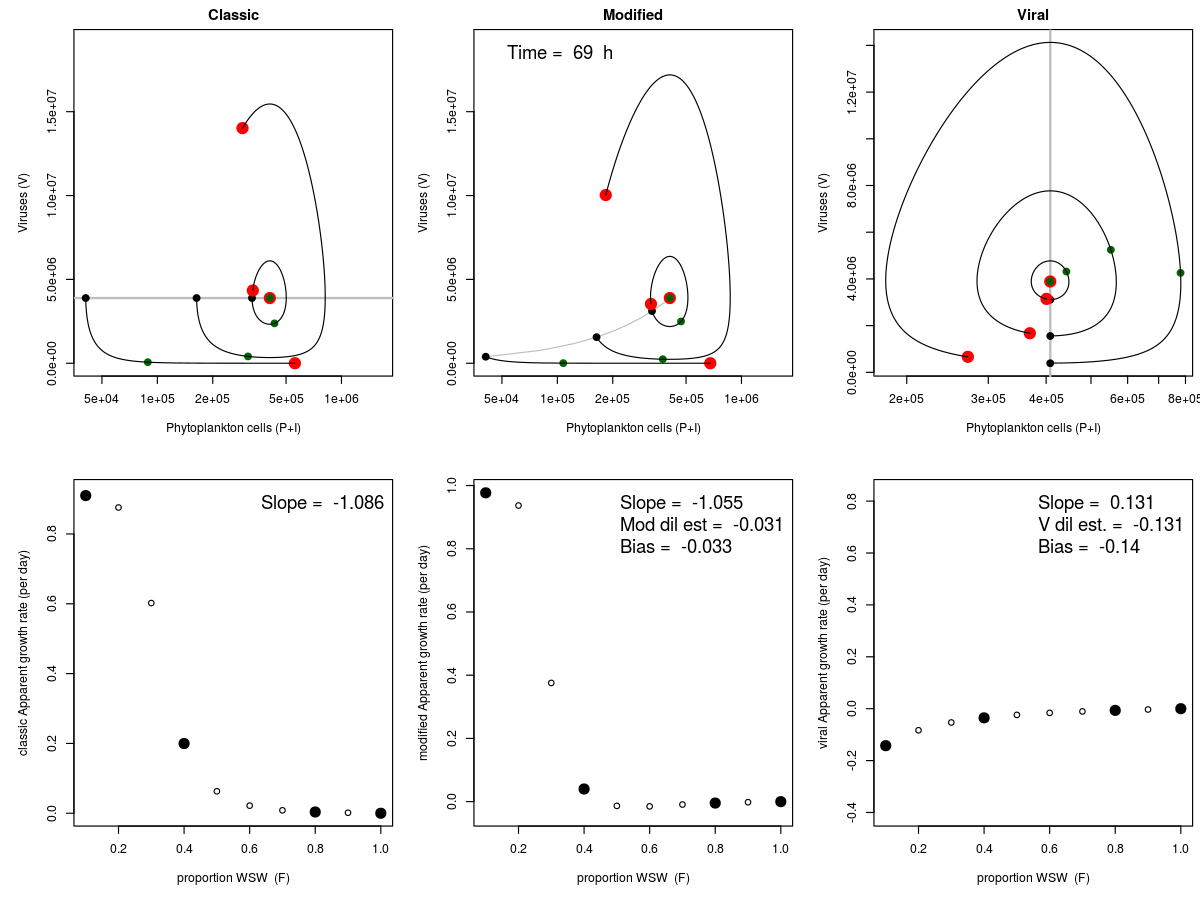 Classic
Modified
Viral
Time = 69 h
Viruses (V)
0.0e+00 5.0e+06 1.0e+07 1.5e+07
5e+04 1e+05 2e+05 5e+05 1e+06
Phytoplankton cells (P+I)
Viruses (V)
0.0e+00 5.0e+06 1.0e+07 1.5e+07
5e+04 1e+05 2e+05 5e+05 1e+06
Phytoplankton cells (P+I)
Viruses (V)
0.0e+00 4.0e+06 8.0e+06 1.2e+07
2e+05 3e+05 4e+05 6e+05 8e+05
Phytoplankton cells (P+I)
Slope = -1.086
classic Apparent growth rate (per day)
0.0 0.2 0.4 0.6 0.8
0.2 0.4 0.6 0.8 1.0
proportion WSW (F)
Slope = -1.055
Mod dil est = -0.031
Bias = -0.033
modified Apparent growth rate (per day)
0.0 0.2 0.4 0.6 0.8 1.0
0.2 0.4 0.6 0.8 1.0
proportion WSW (F)
Slope = 0.131
V dil est. = -0.131
Bias = -0.14
viral Apparent growth rate (per day)
-0.4 -0.2 0.0 0.2 0.4 0.6 0.8
0.2 0.4 0.6 0.8 1.0
proportion WSW (F)